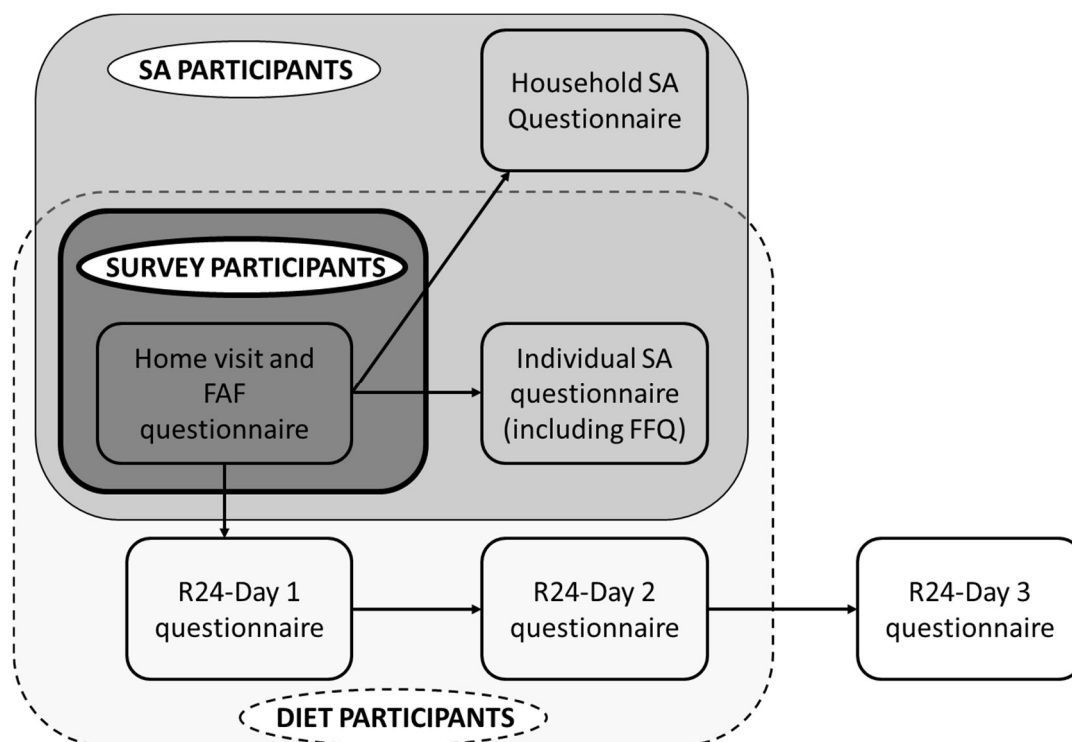 SA PARTICIPANTS
Household SA
Questionnaire
SURVEY PARTICIPANTS
Home visit and
FAF
questionnaire
Individual SA
questionnaire
(including FFQ)
R24-Day 1
questionnaire
R24-Day 2
questionnaire
R24-Day 3
questionnaire
DIET PARTICIPANTS